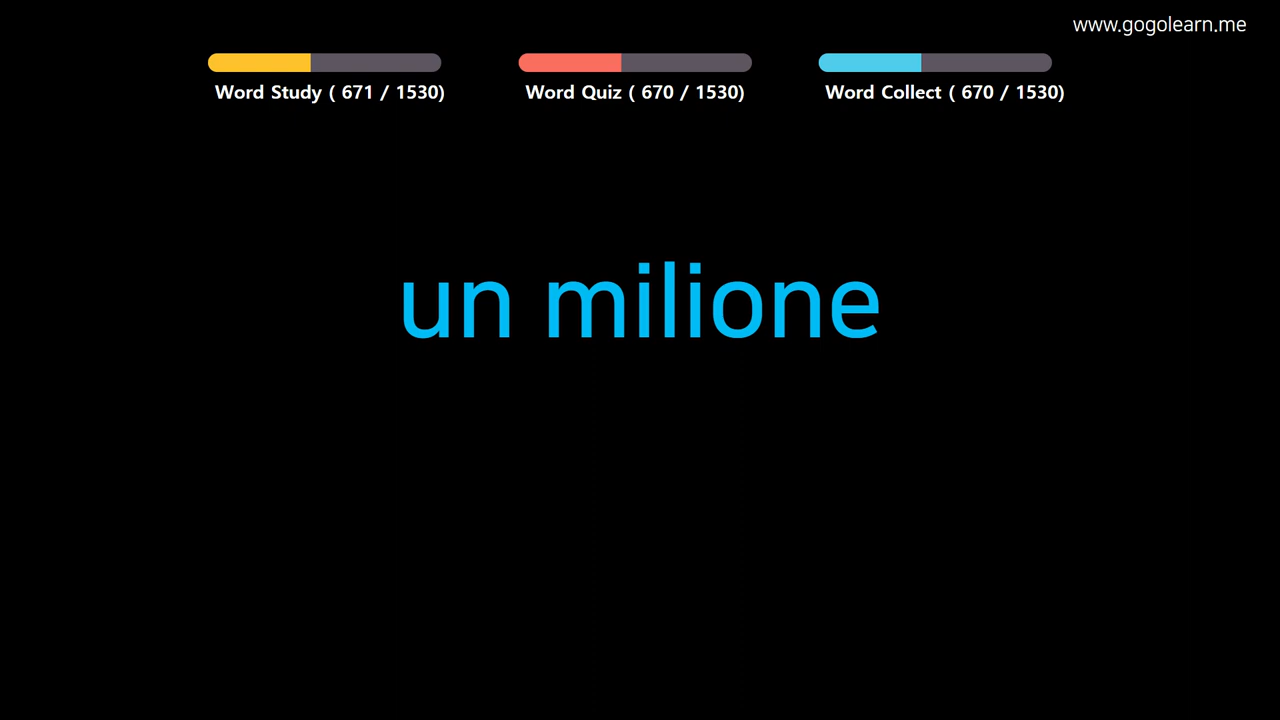 www.gogolearn.me
Word Study ( 671 / 1530)
Word Quiz ( 670 / 1530)
Word Collect ( 670 / 1530)
un milione